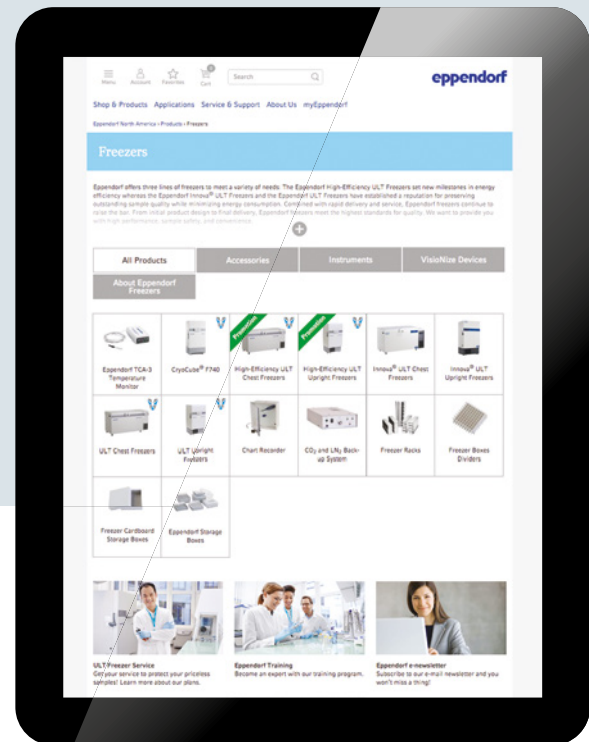 Menu Account Favorites Cart 0 Search
eppendorf
Shop & Products Applications Service & Support About Us myEppendorf
Eppendorf North America › Products › Freezers
Freezers
Eppendorf offers three lines of freezers to meet a variety of needs. The Eppendorf High-Efficiency ULT Freezers set new milestones in energy
efficiency whereas the Eppendorf Innova® ULT Freezers and the Eppendorf ULT Freezers have established a reputation for preserving
outstanding sample quality while minimizing energy consumption. Combined with rapid delivery and service, Eppendorf freezers continue to
raise the bar. From initial product design to final delivery, Eppendorf freezers meet the highest standards for quality. We want to provide you
with high performance, sample safety, and convenience.
All Products Accessories Instruments VisioNize Devices
About Eppendorf
Freezers
Promotion Promotion
Eppendorf TCA-3
Temperature
Monitor
CryoCube® F740
High-Efficiency ULT
Chest Freezers
High-Efficiency ULT
Upright Freezers
Innova® ULT Chest
Freezers
Innova® ULT
Upright Freezers
ULT Chest Freezers
ULT Upright
Freezers
Chart Recorder
CO₂ and LN₂ Back-
up System
Freezer Racks
Freezer Boxes
Dividers
Freezer Cardboard
Storage Boxes
Eppendorf Storage
Boxes
ULT Freezer Service
Get your service to protect your priceless
samples! Learn more about our plans.
Eppendorf Training
Become an expert with our training program.
Eppendorf e-newsletter
Subscribe to our e-mail newsletter and you
won't miss a thing!